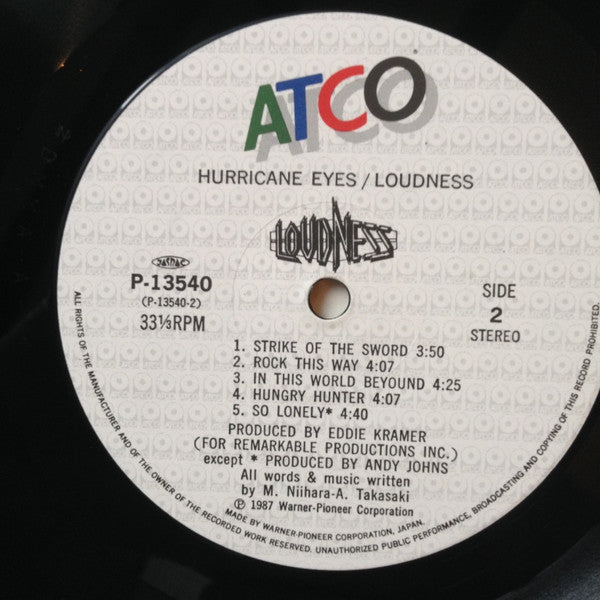 ATCO
HURRICANE EYES / LOUDNESS
LOUDNESS
JASRAC
P-13540
(P-13540-2)
33⅓RPM
SIDE
2
STEREO
1. STRIKE OF THE SWORD 3:50
2. ROCK THIS WAY 4:07
3. IN THIS WORLD BEYOUND 4:25
4. HUNGRY HUNTER 4:07
5. SO LONELY* 4:40
PRODUCED BY EDDIE KRAMER
(FOR REMARKABLE PRODUCTIONS INC.)
except * PRODUCED BY ANDY JOHNS
All words & music written
by M. Niihara-A. Takasaki
℗ 1987 Warner-Pioneer Corporation
MADE BY WARNER-PIONEER CORPORATION, JAPAN.
ALL RIGHTS OF THE MANUFACTURER AND OF THE OWNER OF THE RECORDED WORK RESERVED. UNAUTHORIZED PUBLIC PERFORMANCE, BROADCASTING AND COPYING OF THIS RECORD PROHIBITED.